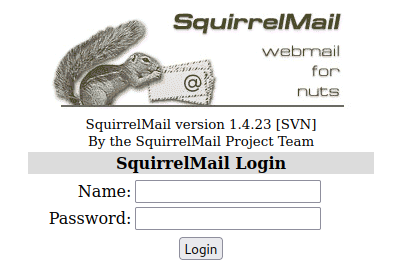 SquirrelMail
webmail
for
nuts
@
SquirrelMail version 1.4.23 [SVN]
By the SquirrelMail Project Team
SquirrelMail Login
Name:
Password:
Login